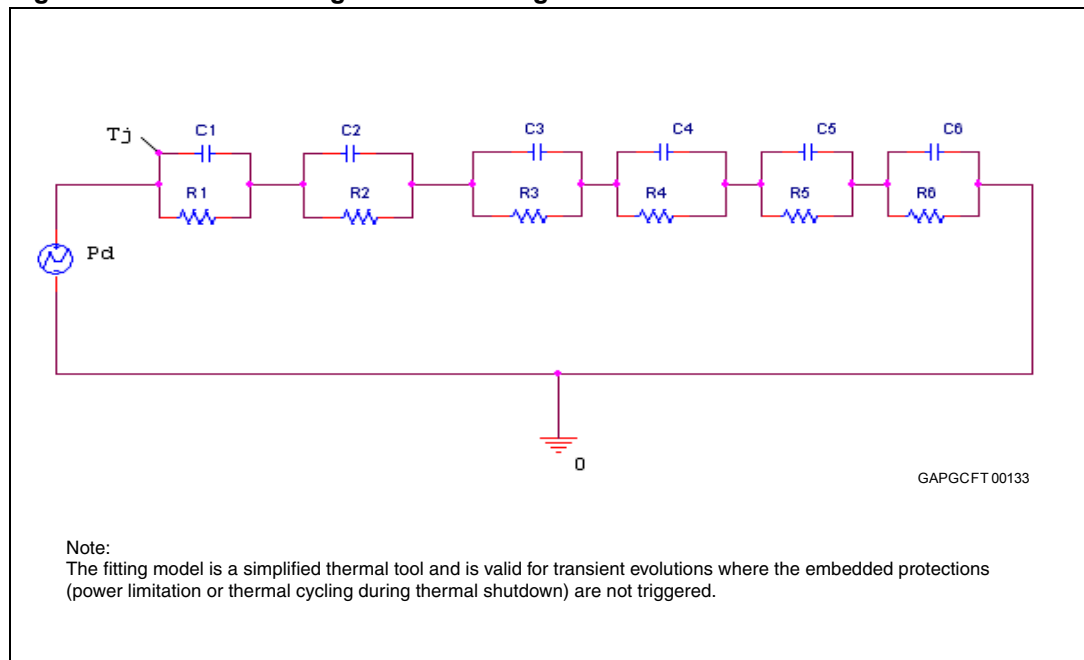 Tj
C1
C2
C3
C4
C5
C6
R1
R2
R3
R4
R5
R6
Pd
0
GAPGCFT00133
Note:
The fitting model is a simplified thermal tool and is valid for transient evolutions where the embedded protections
(power limitation or thermal cycling during thermal shutdown) are not triggered.